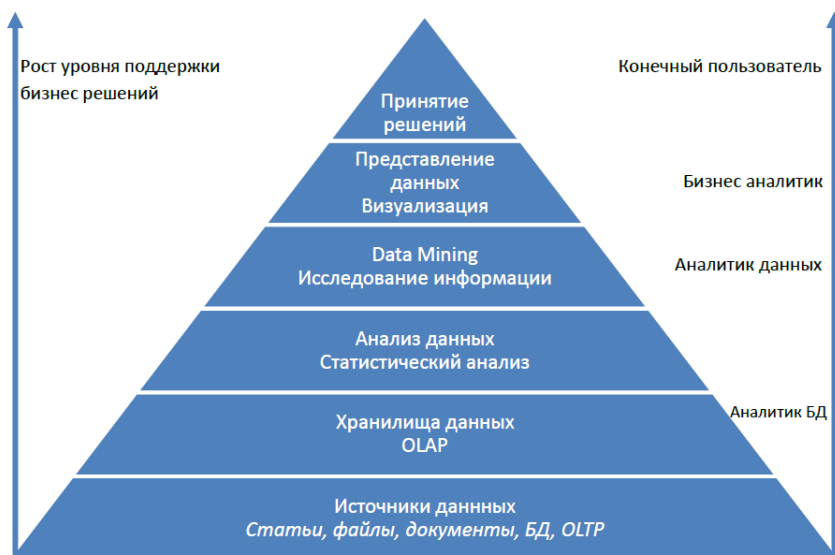 Рост уровня поддержки
бизнес решений
Конечный пользователь
Принятие
решений
Представление
данных
Визуализация
Бизнес аналитик
Data Mining
Исследование информации
Аналитик данных
Анализ данных
Статистический анализ
Хранилища данных
OLAP
Аналитик БД
Источники даннных
Статьи, файлы, документы, БД, OLTP